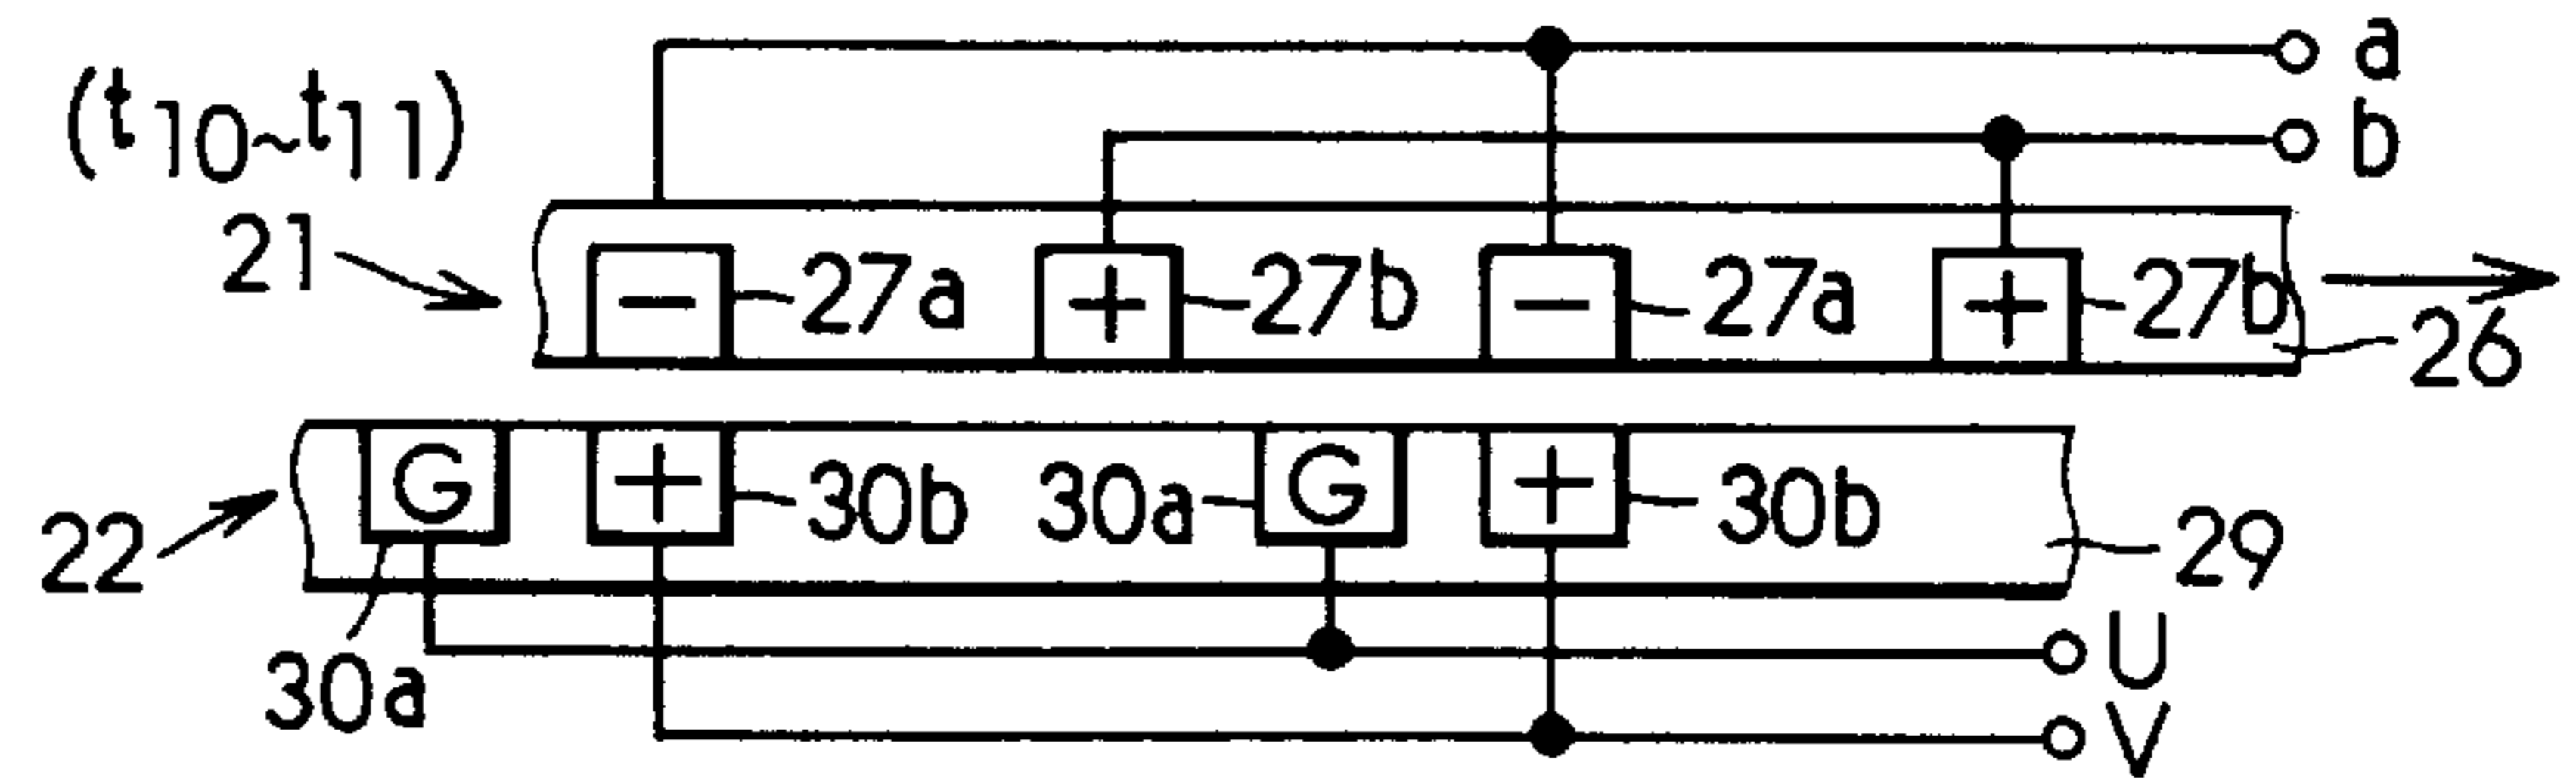 a
(t10~t11)
b
21
− 27a + 27b − 27a + 27b
26
G + 30b 30a G + 30b
22
29
30a
U
V